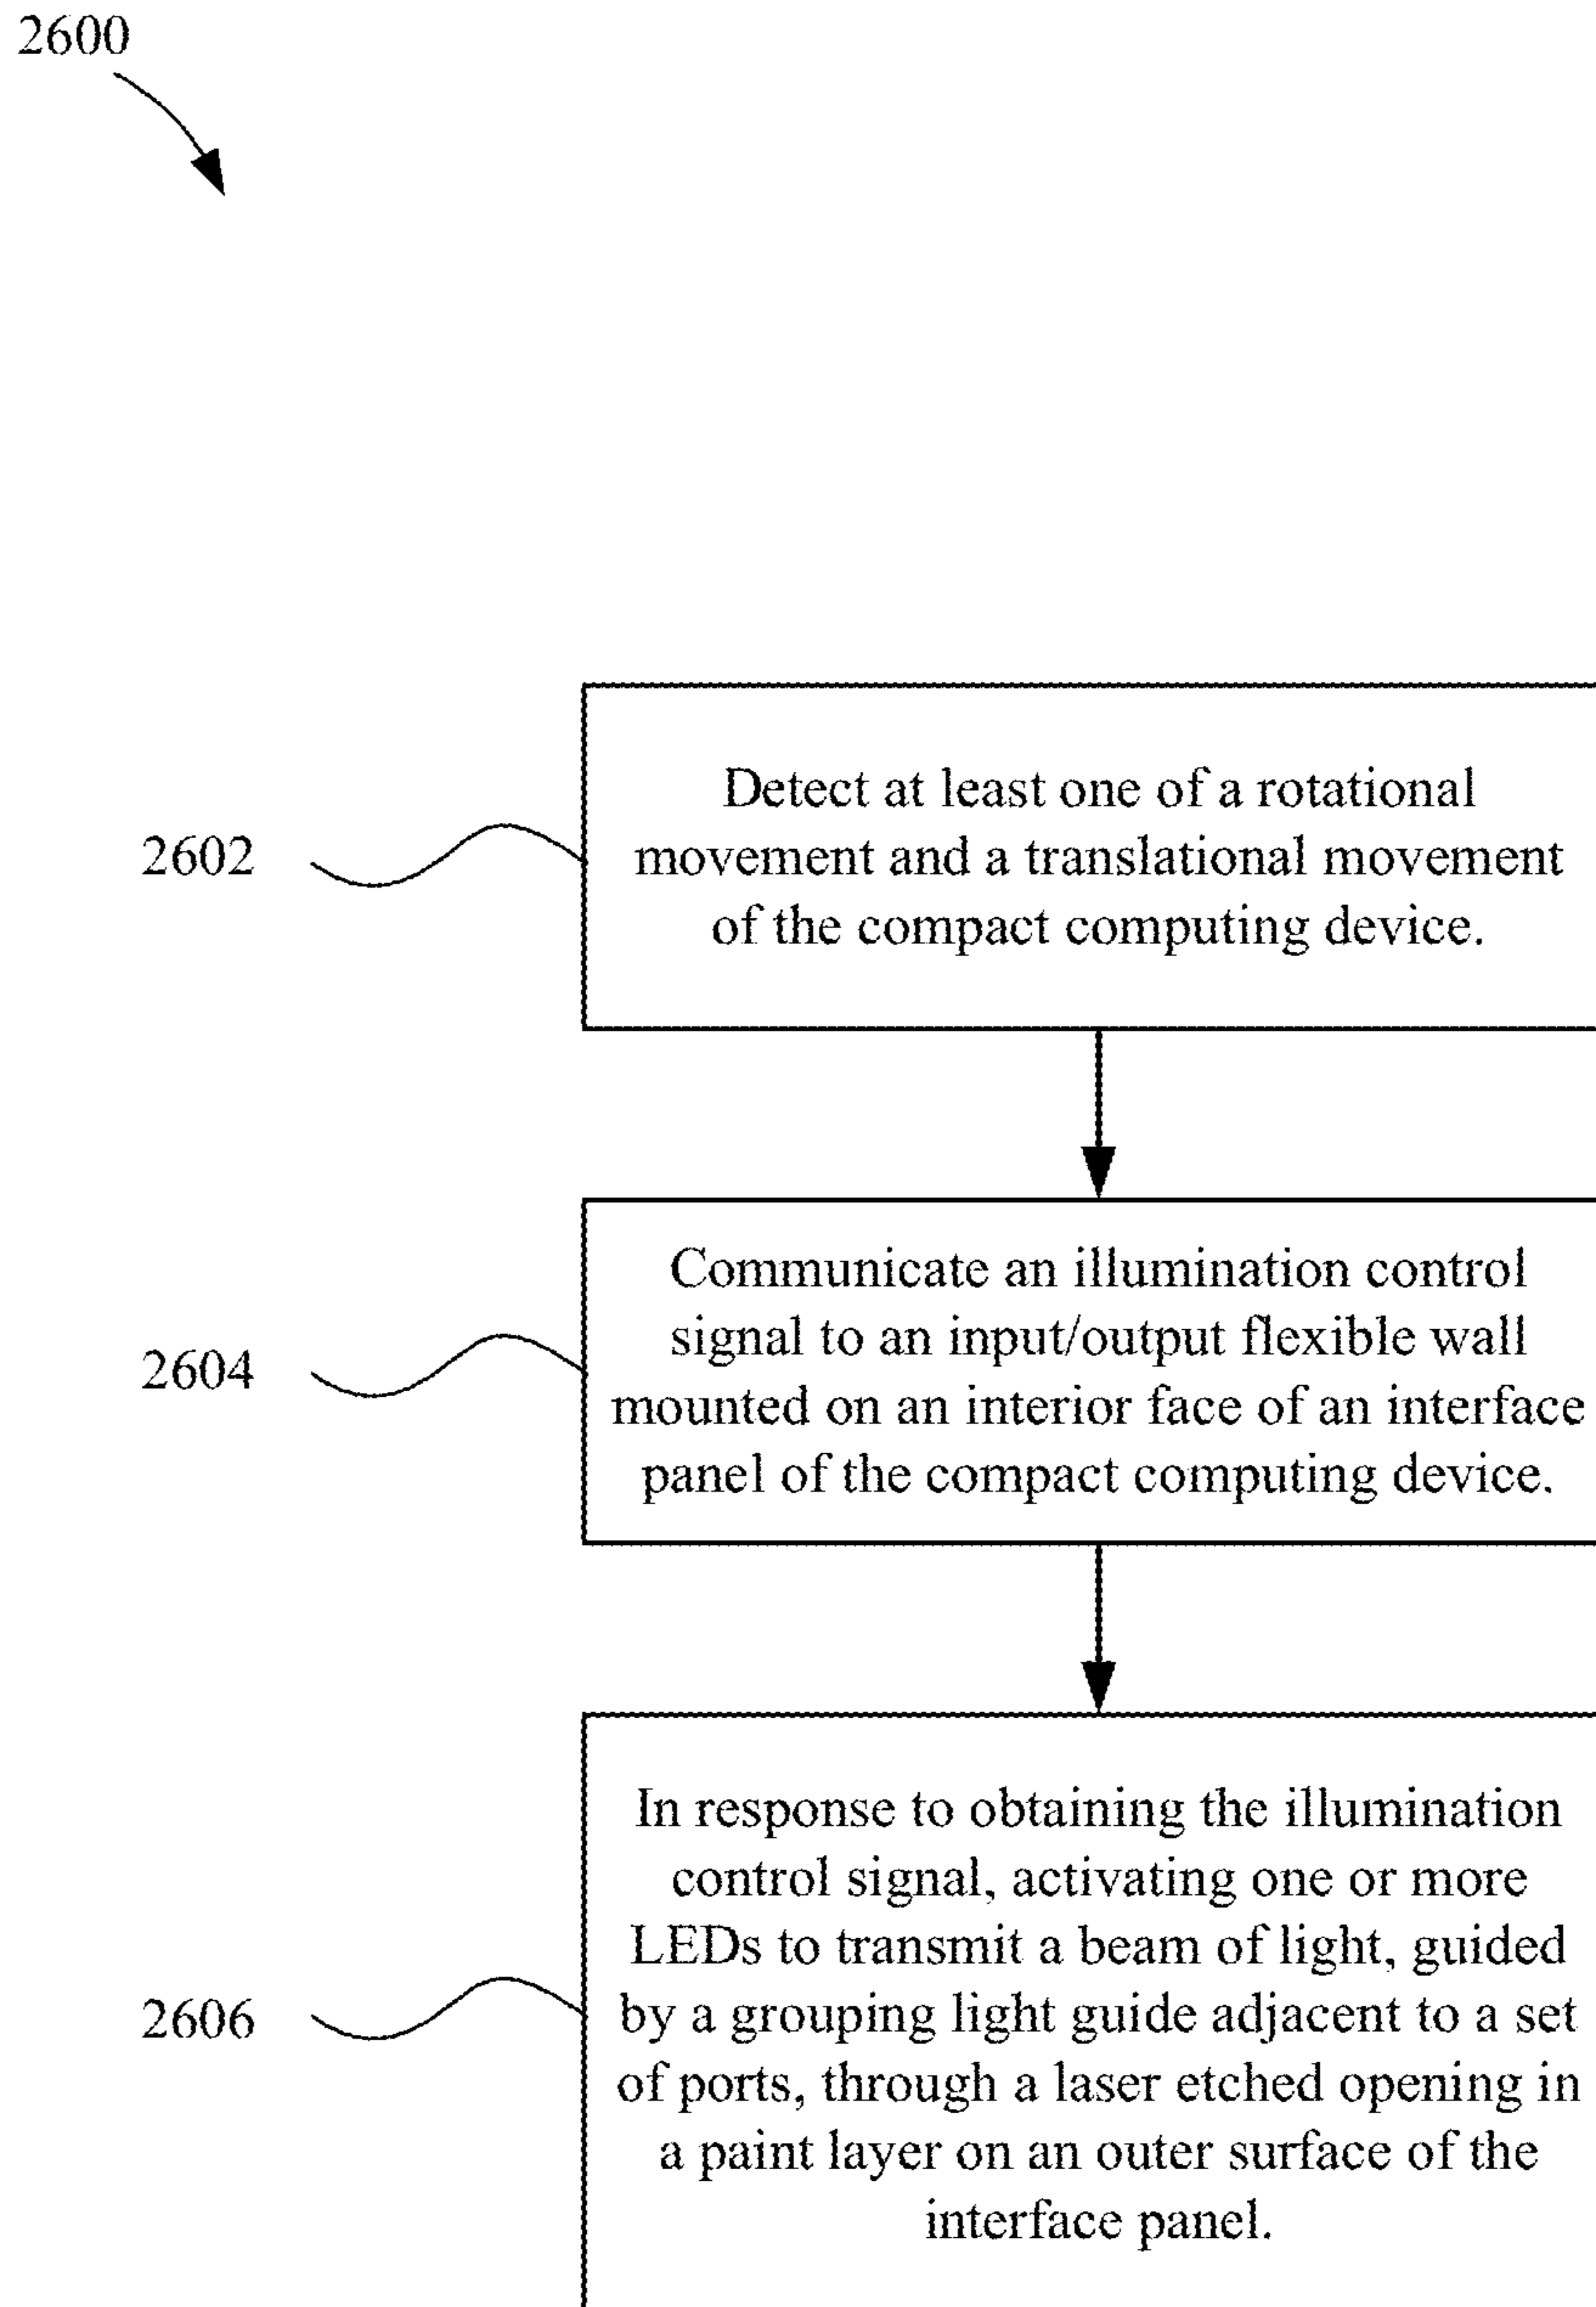 2600
2602
Detect at least one of a rotational
movement and a translational movement
of the compact computing device.
2604
Communicate an illumination control
signal to an input/output flexible wall
mounted on an interior face of an interface
panel of the compact computing device.
2606
In response to obtaining the illumination
control signal, activating one or more
LEDs to transmit a beam of light, guided
by a grouping light guide adjacent to a set
of ports, through a laser etched opening in
a paint layer on an outer surface of the
interface panel.